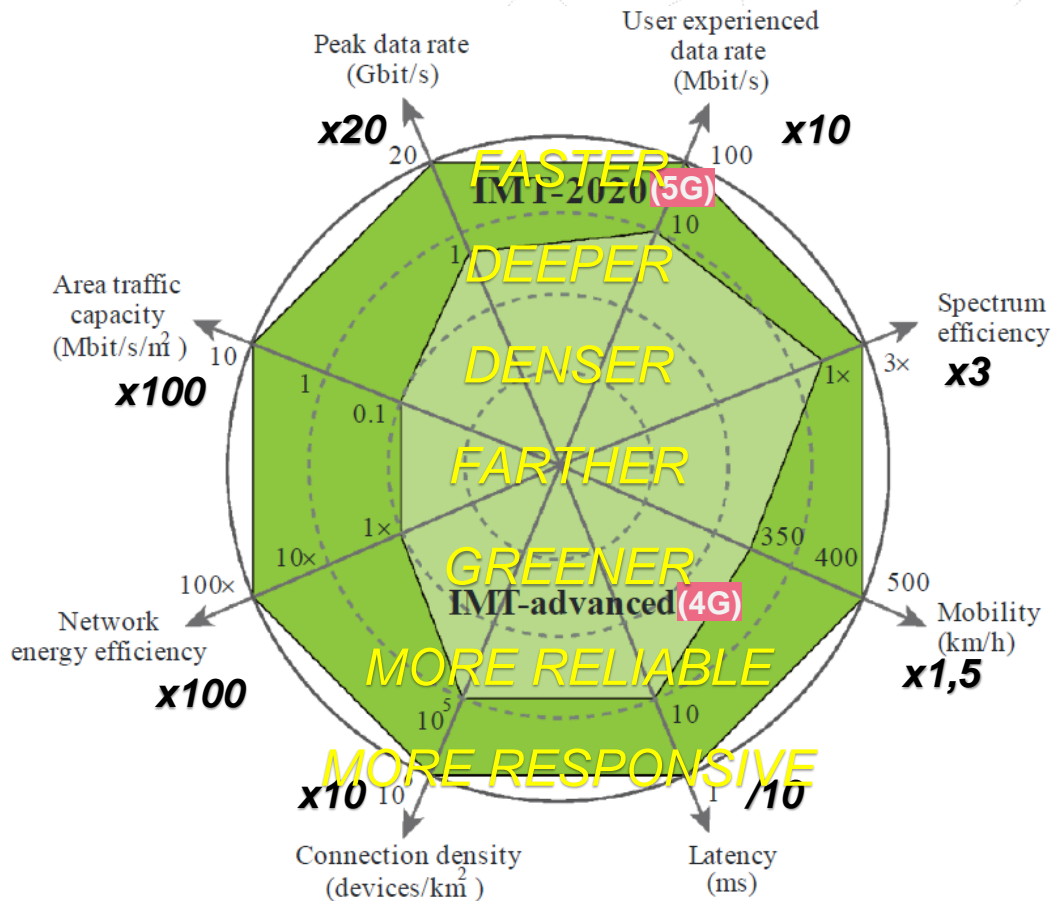 User experienced
data rate
(Mbit/s)
Peak data rate
(Gbit/s)
x20
x10
20
100
FASTER
IMT-2020 (5G)
10
1
DEEPER
Area traffic
capacity
(Mbit/s/m²)
10
1
0.1
x100
Spectrum
efficiency
3×
1×
x3
DENSER
FARTHER
1×
10×
100×
350
400
500
Network
energy efficiency
x100
Mobility
(km/h)
x1,5
GREENER
IMT-advanced (4G)
MORE RELIABLE
10⁵
10
MORE RESPONSIVE
x10
10
1
/10
Connection density
(devices/km²)
Latency
(ms)